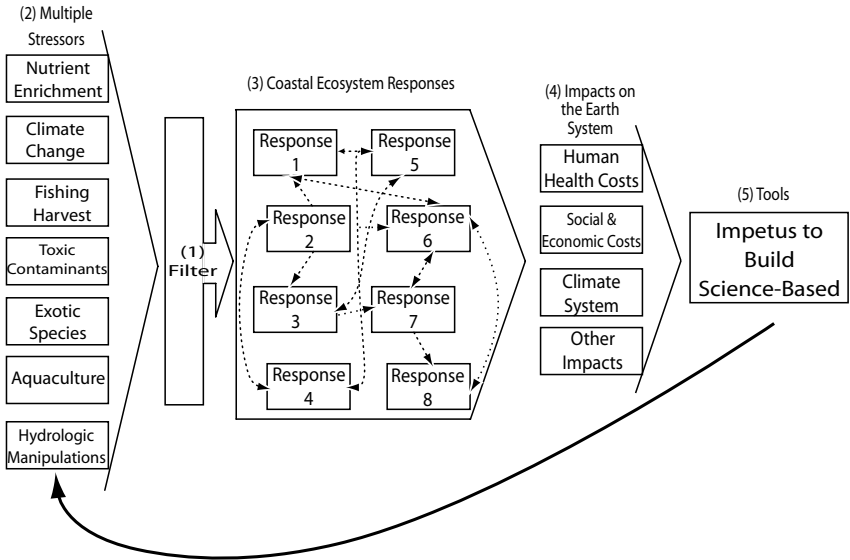 (2) Multiple
Stressors
Nutrient
Enrichment
Climate
Change
Fishing
Harvest
Toxic
Contaminants
Exotic
Species
Aquaculture
Hydrologic
Manipulations
(1)
Filter
(3) Coastal Ecosystem Responses
Response
1
Response
5
Response
2
Response
6
Response
3
Response
7
Response
4
Response
8
(4) Impacts on
the Earth
System
Human
Health Costs
Social &
Economic Costs
Climate
System
Other
Impacts
(5) Tools
Impetus to
Build
Science-Based